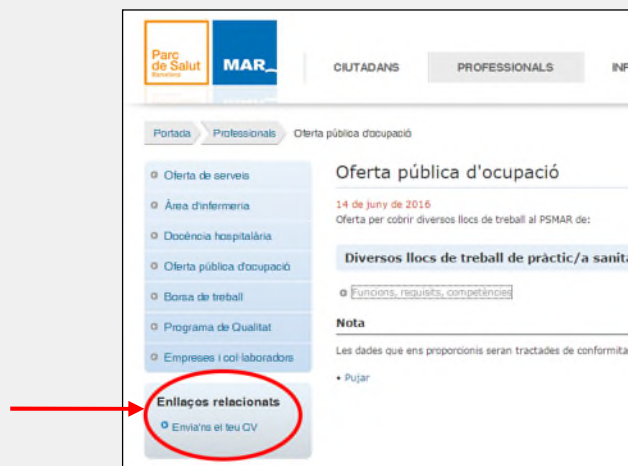 Parc
de Salut
MAR
Barcelona
CIUTADANS
PROFESSIONALS
INF
Portada
Professionals
Oferta pública d'ocupació
Oferta de serveis
Àrea d'infermeria
Docència hospitalària
Oferta pública d'ocupació
Borsa de treball
Programa de Qualitat
Empreses i col·laboradors
Enllaços relacionats
Envia'ns el teu CV
Oferta pública d'ocupació
14 de juny de 2016
Oferta per cobrir diversos llocs de treball al PSMAR de:
Diversos llocs de treball de pràctic/a sanita
Funcions, requisits, competències
Nota
Les dades que ens proporcionis seran tractades de conformita
Pujar